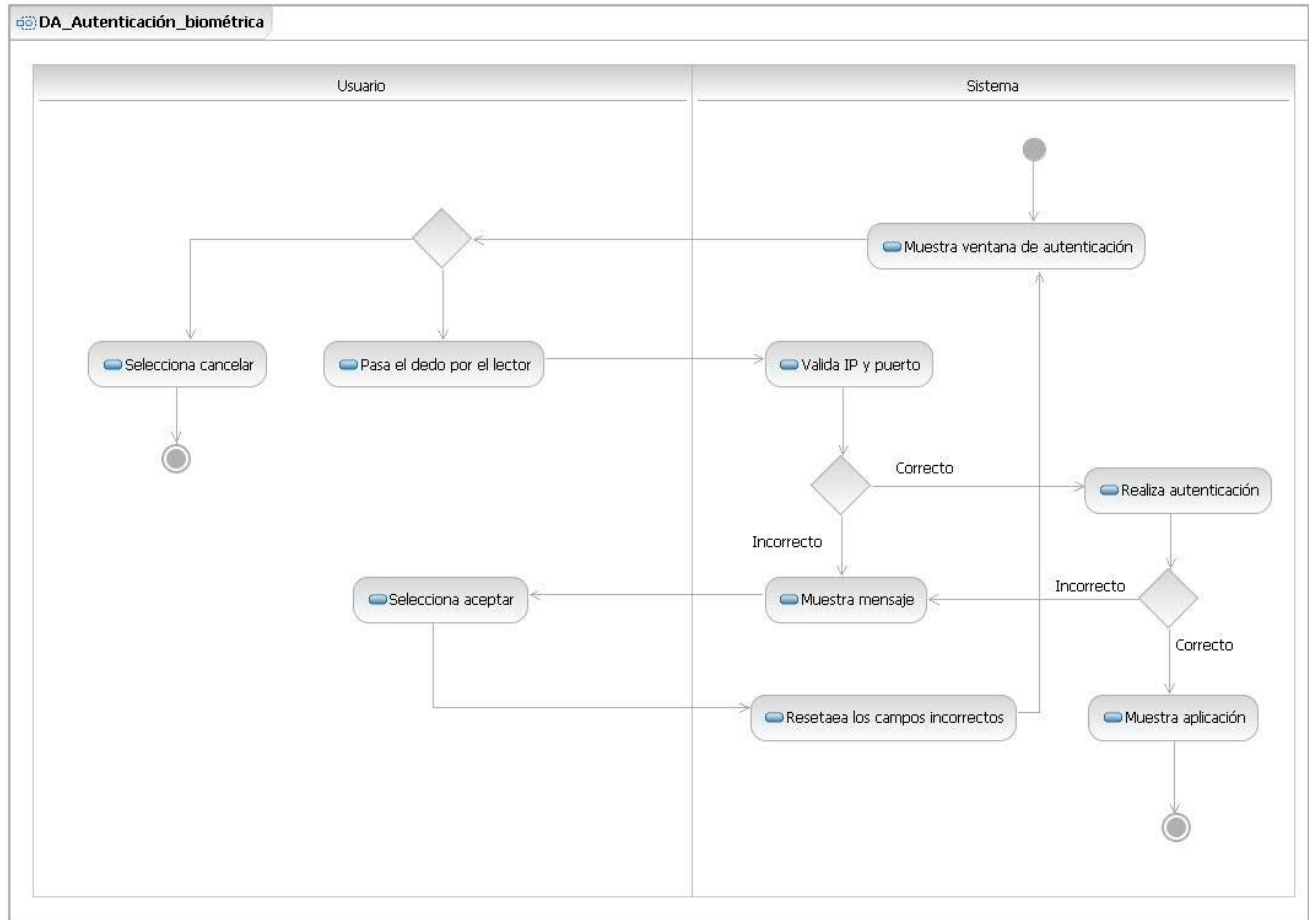 DA_Autenticación_biométrica
Usuario
Sistema
Muestra ventana de autenticación
Selecciona cancelar
Pasa el dedo por el lector
Valida IP y puerto
Correcto
Realiza autenticación
Incorrecto
Selecciona aceptar
Muestra mensaje
Incorrecto
Correcto
Resetaea los campos incorrectos
Muestra aplicación